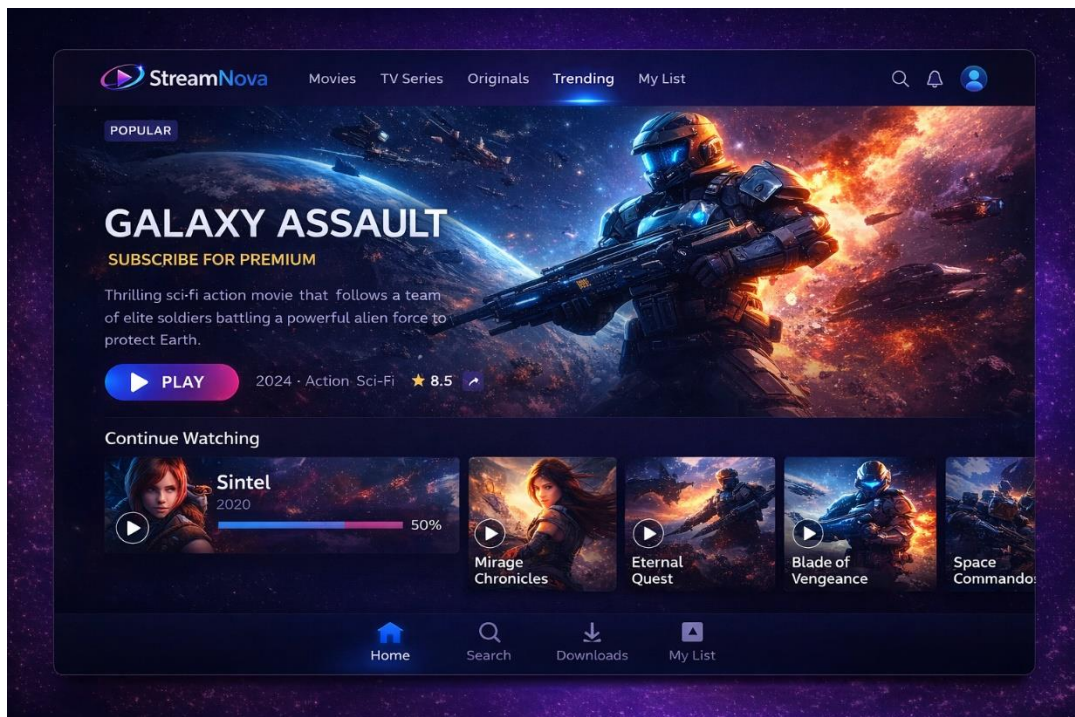 StreamNova
Movies TV Series Originals Trending My List
POPULAR
GALAXY ASSAULT
SUBSCRIBE FOR PREMIUM
Thrilling sci-fi action movie that follows a team
of elite soldiers battling a powerful alien force to
protect Earth.
PLAY
2024 · Action Sci-Fi 8.5
Continue Watching
Sintel
2020
50%
Mirage
Chronicles
Eternal
Quest
Blade of
Vengeance
Space
Commandos
Home Search Downloads My List